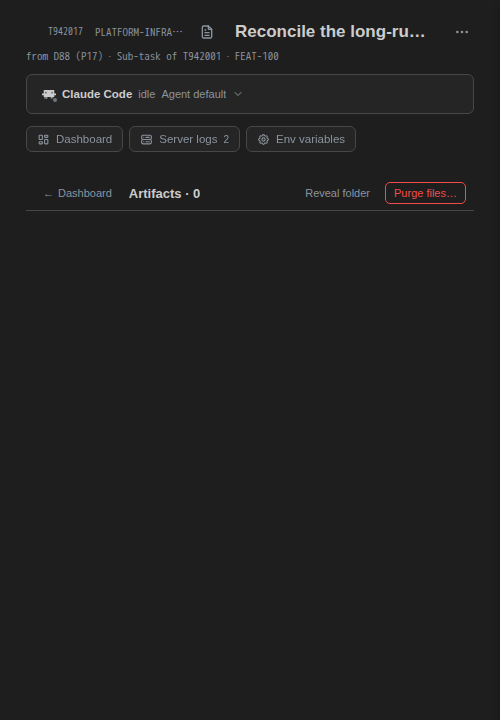 T942017 PLATFORM-INFRA… Reconcile the long-ru… …
from D88 (P17) · Sub-task of T942001 · FEAT-100
Claude Code idle Agent default
Dashboard Server logs 2 Env variables
← Dashboard Artifacts · 0 Reveal folder Purge files…